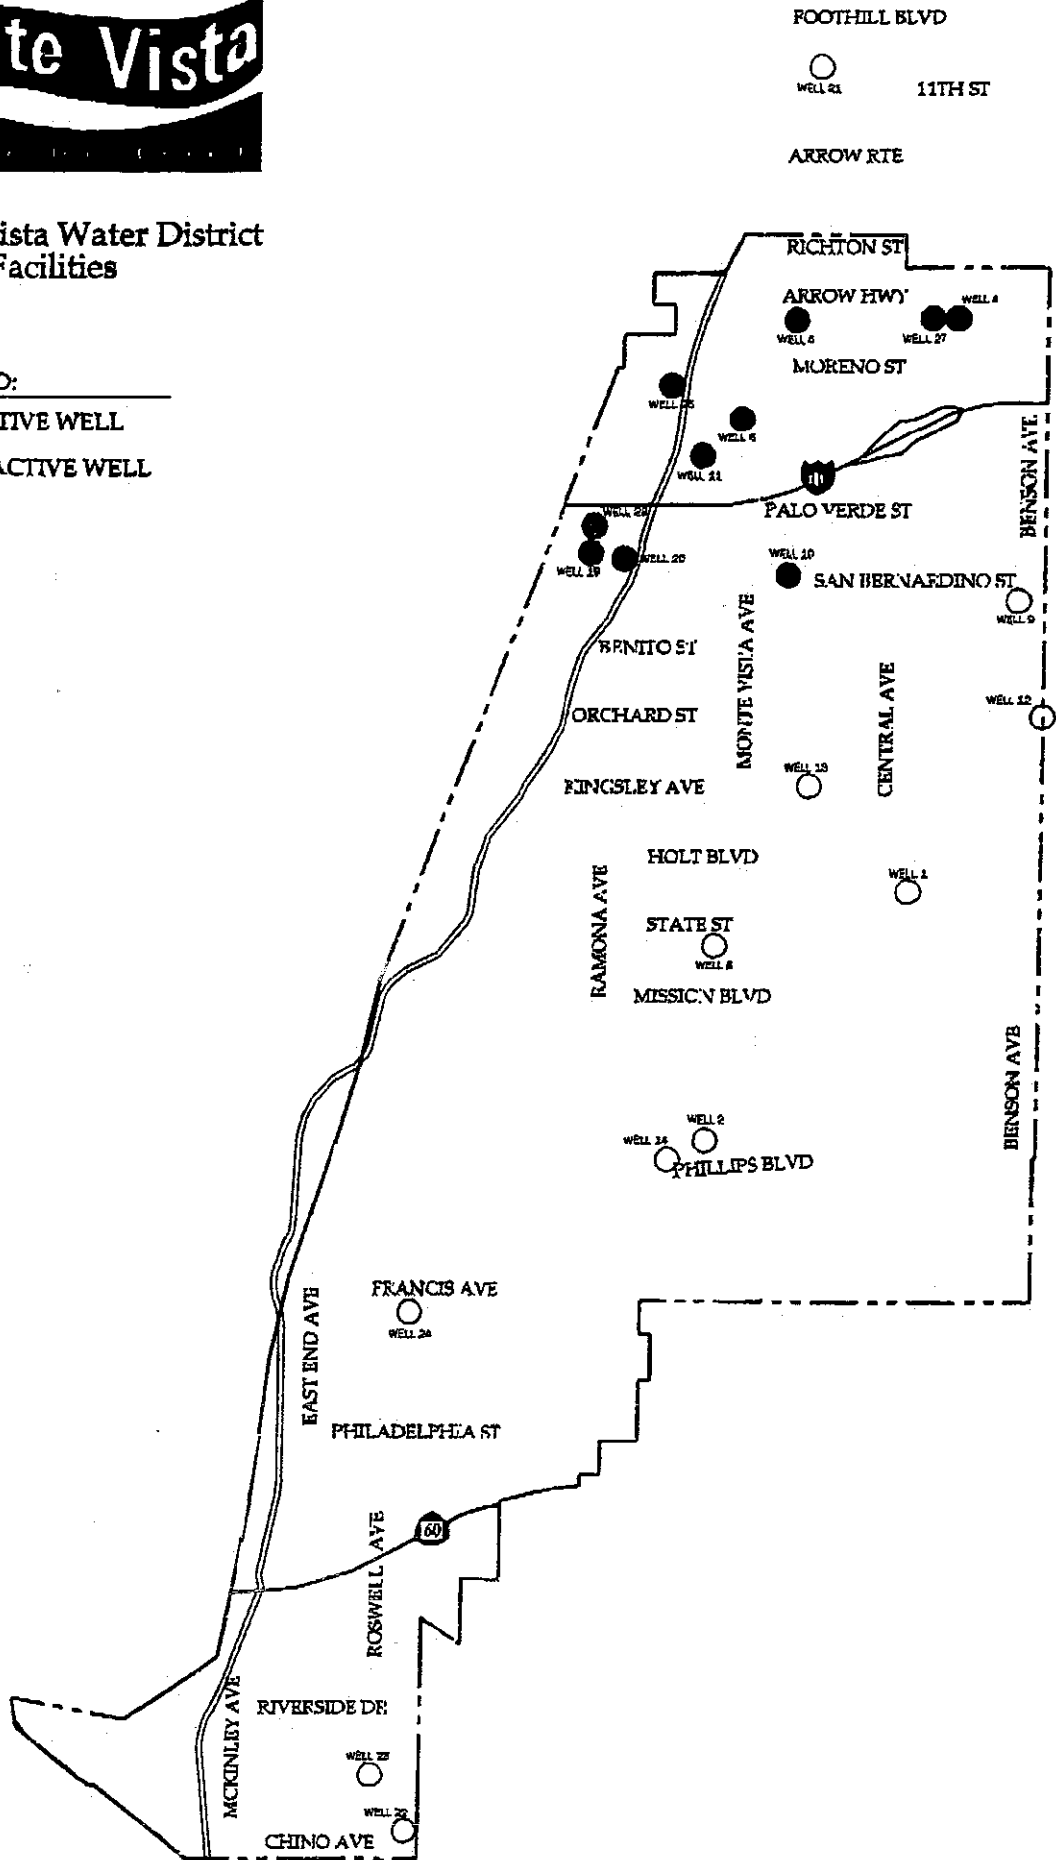 te Vista
ista Water District
Facilities
D:
TIVE WELL
ACTIVE WELL
FOOTHILL BLVD
WELL 21
11TH ST
ARROW RTE
RICHTON ST
ARROW HWY
WELL 4
WELL 27
MORENO ST
WELL 6
WELL 11
BENSON AVE
PALO VERDE ST
WELL 19
WELL 20
WELL 10
SAN BERNARDINO ST
WELL 9
BENITO ST
MONTE VISTA AVE
CENTRAL AVE
WELL 12
ORCHARD ST
WELL 13
KINGSLEY AVE
HOLT BLVD
WELL 1
RAMONA AVE
STATE ST
MISSION BLVD
BENSON AVE
WELL 2
WELL 14
PHILLIPS BLVD
FRANCIS AVE
WELL 24
EAST END AVE
PHILADELPHIA ST
60
ROSWELL AVE
MCKINLEY AVE
RIVERSIDE DR
WELL 23
WELL 22
CHINO AVE